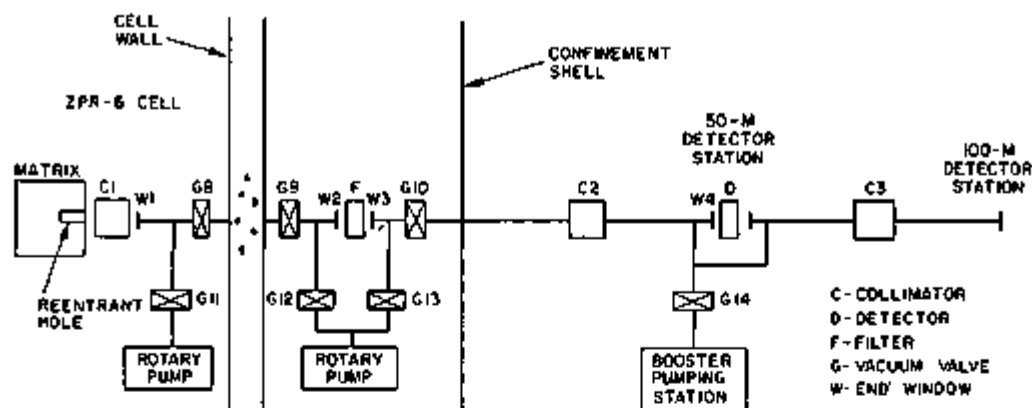 CELL
WALL
CONFINEMENT
SHELL
ZPR-6 CELL
50-M
DETECTOR
STATION
100-M
DETECTOR
STATION
MATRIX
C1
W1
G8
G9
W2
F
W3
G10
C2
W4
D
C3
REENTRANT
HOLE
G11
G12
G13
G14
ROTARY
PUMP
ROTARY
PUMP
BOOSTER
PUMPING
STATION
C-COLLIMATOR
D-DETECTOR
F-FILTER
G-VACUUM VALVE
W-END WINDOW